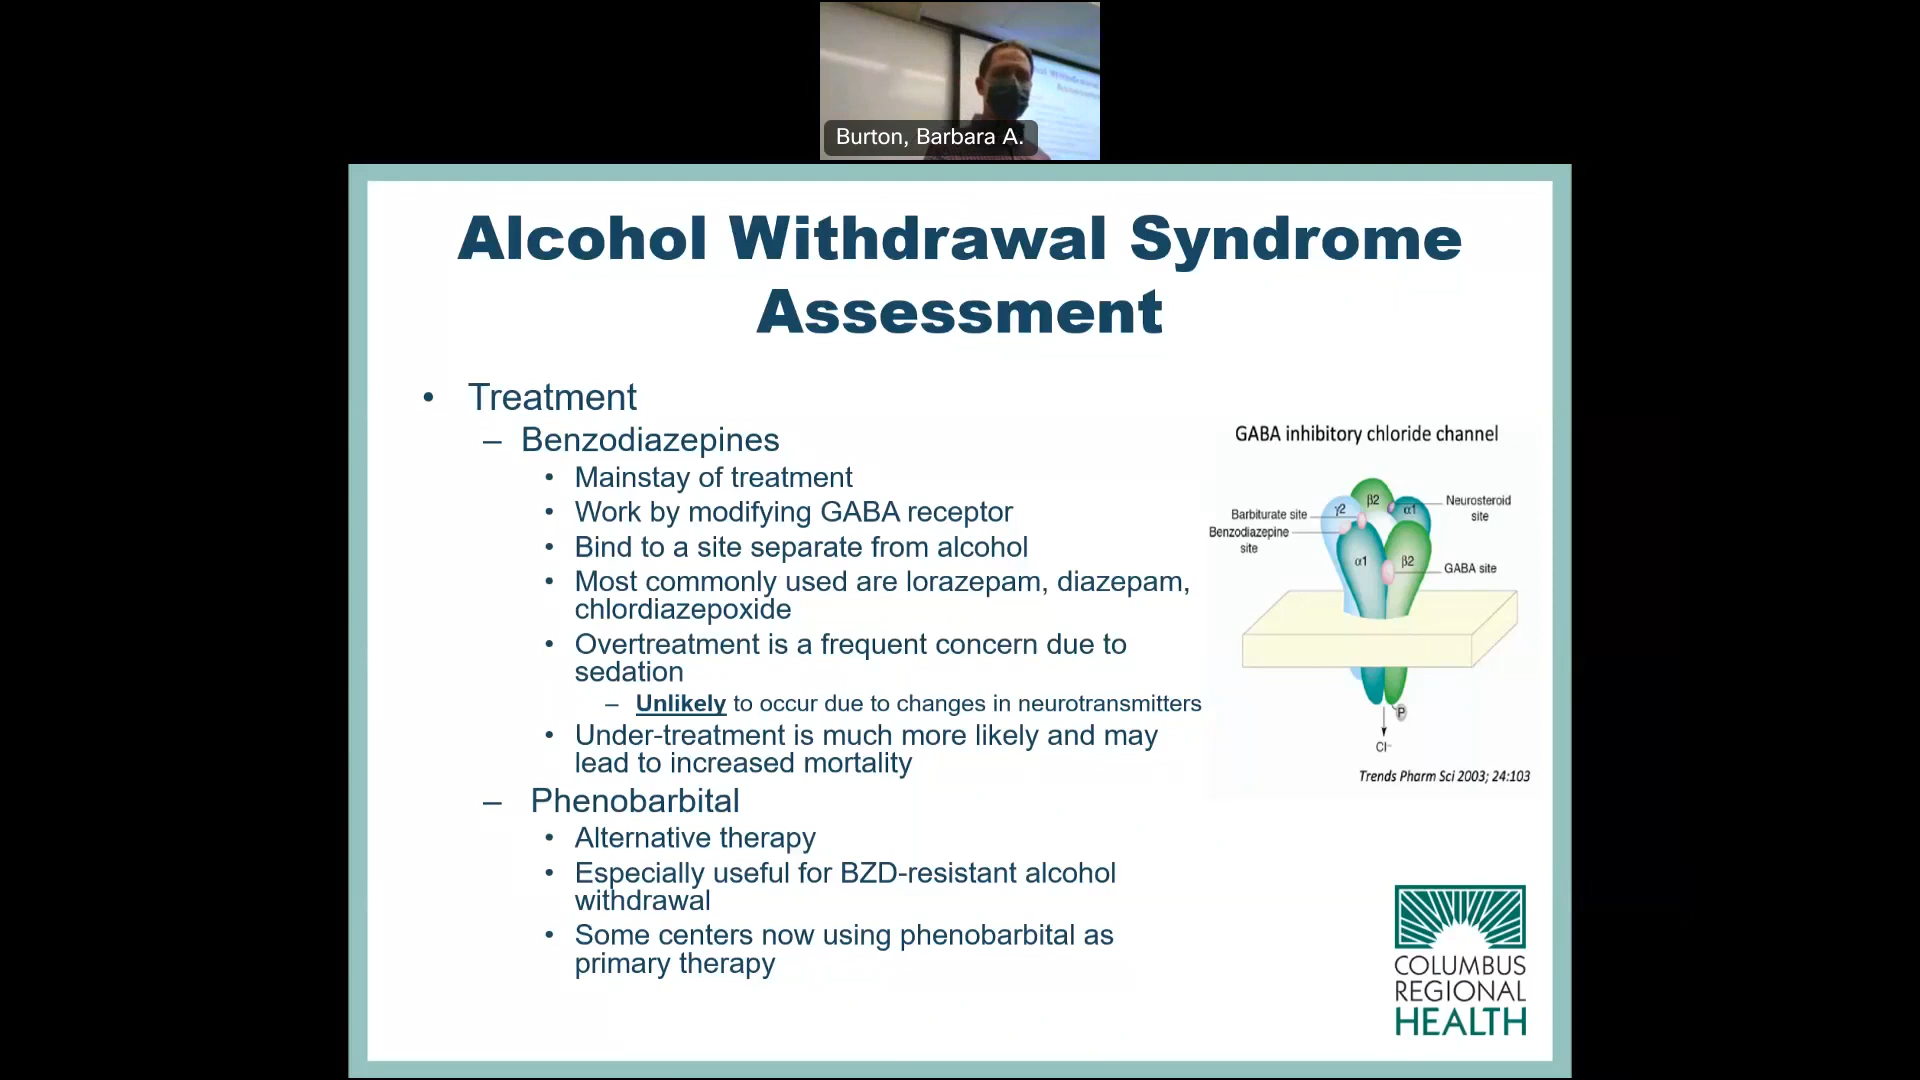 Burton, Barbara A.
Alcohol Withdrawal Syndrome
Assessment
• Treatment
– Benzodiazepines
• Mainstay of treatment
• Work by modifying GABA receptor
• Bind to a site separate from alcohol
• Most commonly used are lorazepam, diazepam,
chlordiazepoxide
• Overtreatment is a frequent concern due to
sedation
– Unlikely to occur due to changes in neurotransmitters
• Under-treatment is much more likely and may
lead to increased mortality
– Phenobarbital
• Alternative therapy
• Especially useful for BZD-resistant alcohol
withdrawal
• Some centers now using phenobarbital as
primary therapy
GABA inhibitory chloride channel
Barbiturate site
Benzodiazepine
site
γ2
β2
α1
Neurosteroid
site
α1
β2
GABA site
P
Cl⁻
Trends Pharm Sci 2003; 24:103
COLUMBUS
REGIONAL
HEALTH